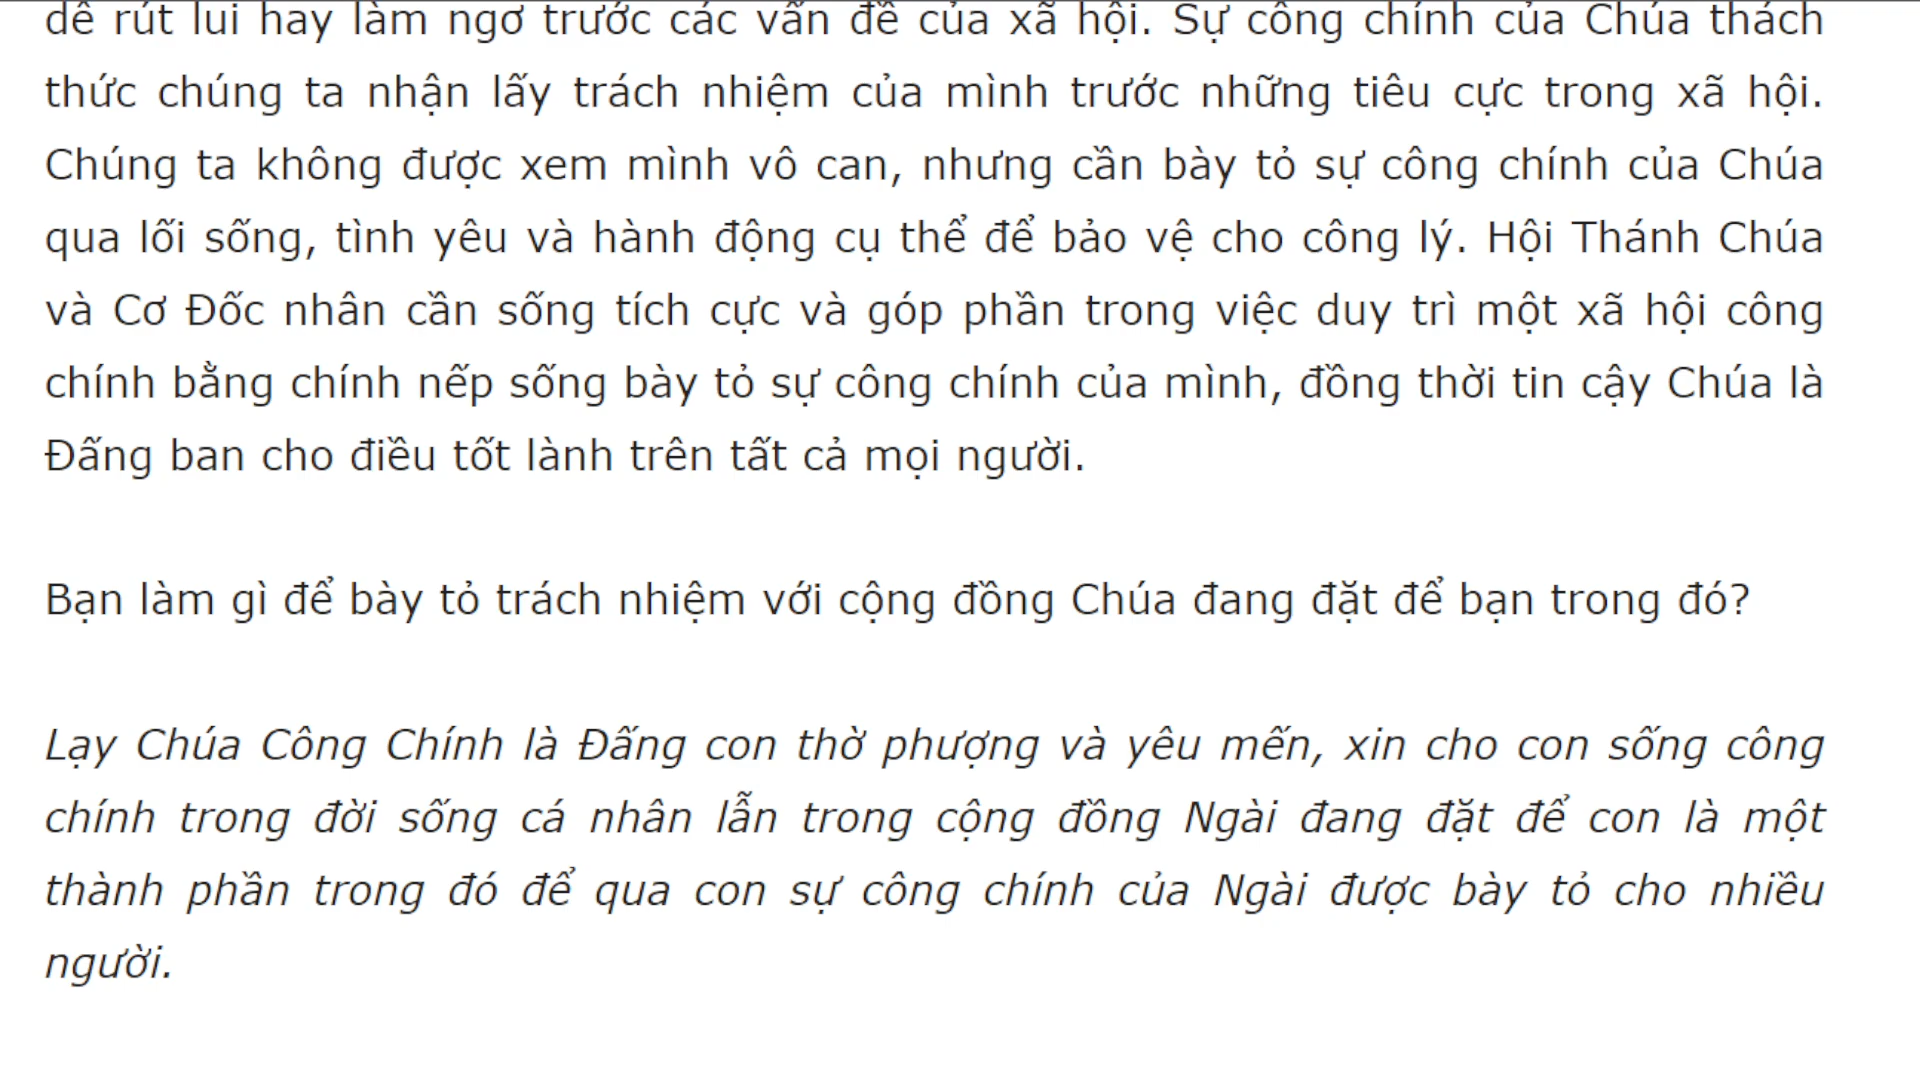 dễ rút lui hay làm ngơ trước các vấn đề của xã hội. Sự công chính của Chúa thách
thức chúng ta nhận lấy trách nhiệm của mình trước những tiêu cực trong xã hội.
Chúng ta không được xem mình vô can, nhưng cần bày tỏ sự công chính của Chúa
qua lối sống, tình yêu và hành động cụ thể để bảo vệ cho công lý. Hội Thánh Chúa
và Cơ Đốc nhân cần sống tích cực và góp phần trong việc duy trì một xã hội công
chính bằng chính nếp sống bày tỏ sự công chính của mình, đồng thời tin cậy Chúa là
Đấng ban cho điều tốt lành trên tất cả mọi người.
Bạn làm gì để bày tỏ trách nhiệm với cộng đồng Chúa đang đặt để bạn trong đó?
Lạy Chúa Công Chính là Đấng con thờ phượng và yêu mến, xin cho con sống công
chính trong đời sống cá nhân lẫn trong cộng đồng Ngài đang đặt để con là một
thành phần trong đó để qua con sự công chính của Ngài được bày tỏ cho nhiều
người.